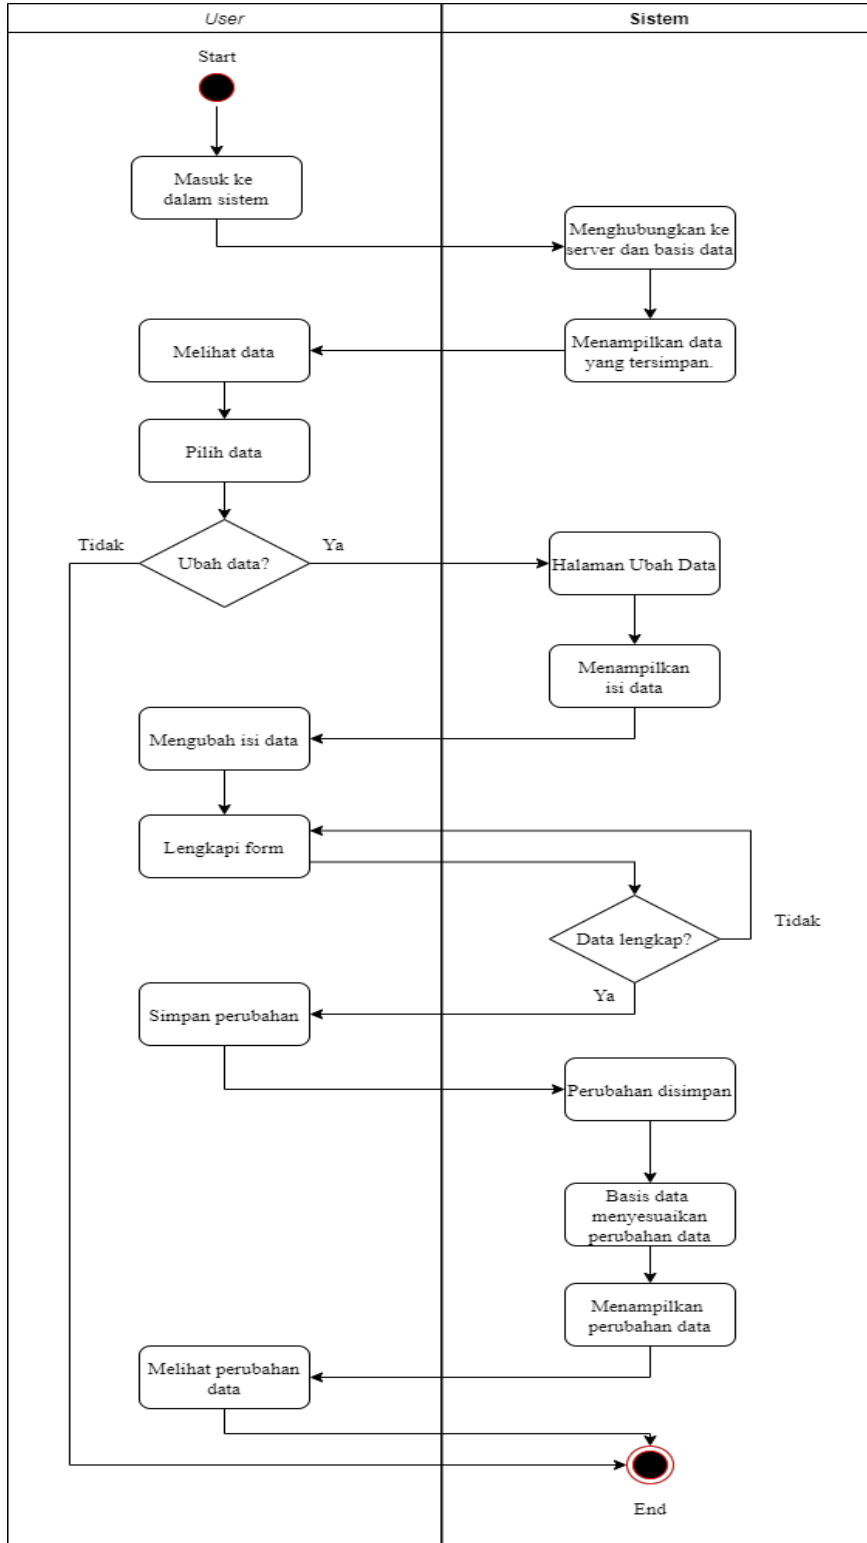 User
Sistem
Start
Masuk ke
dalam sistem
Menghubungkan ke
server dan basis data
Menampilkan data
yang tersimpan.
Melihat data
Pilih data
Tidak
Ubah data?
Ya
Halaman Ubah Data
Menampilkan
isi data
Mengubah isi data
Lengkapi form
Data lengkap?
Tidak
Ya
Simpan perubahan
Perubahan disimpan
Basis data
menyesuaikan
perubahan data
Menampilkan
perubahan data
Melihat perubahan
data
End